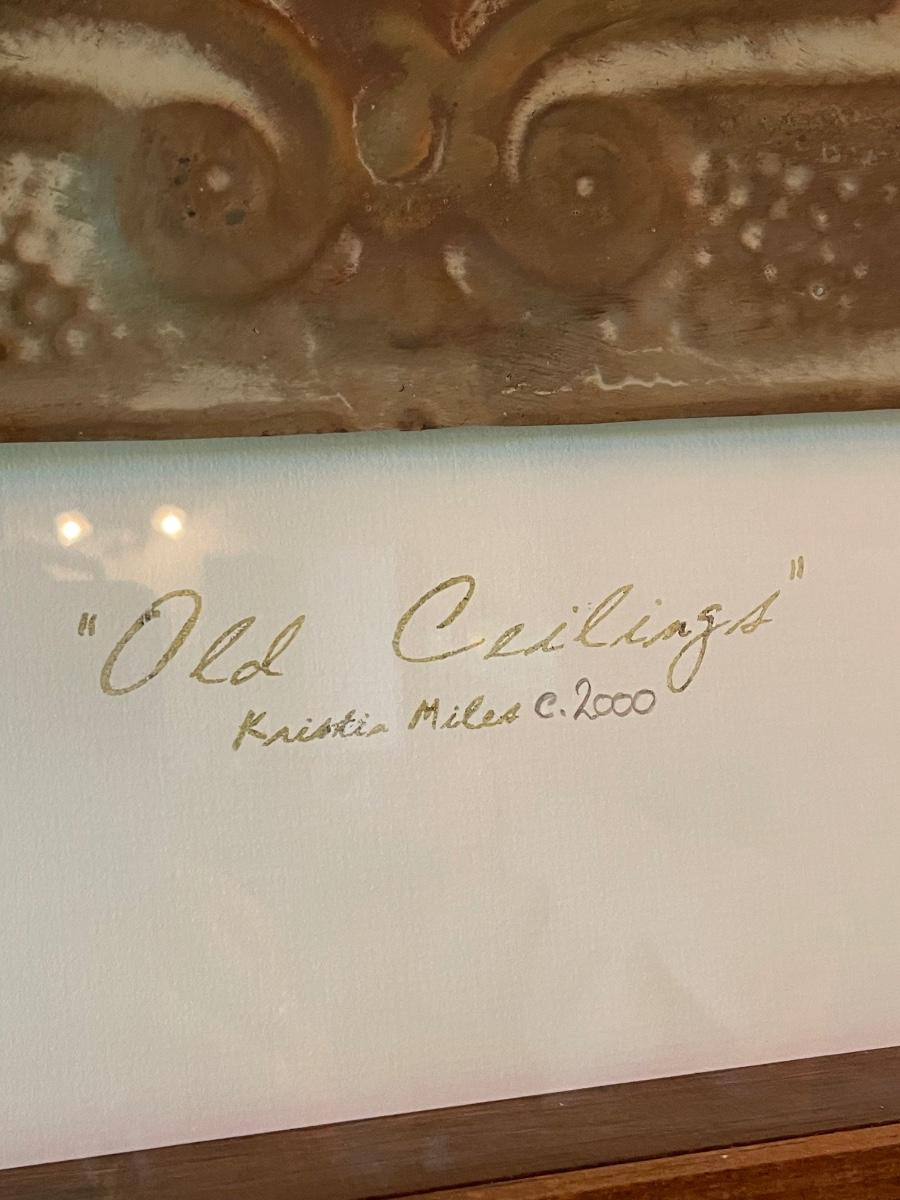 "Old Ceilings"
Kristin Miles c. 2000